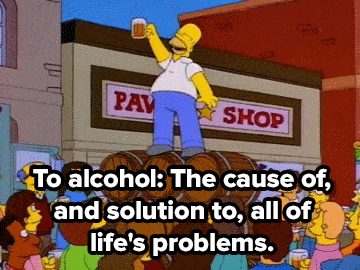 PAW SHOP
To alcohol: The cause of,
and solution to, all of
life's problems.